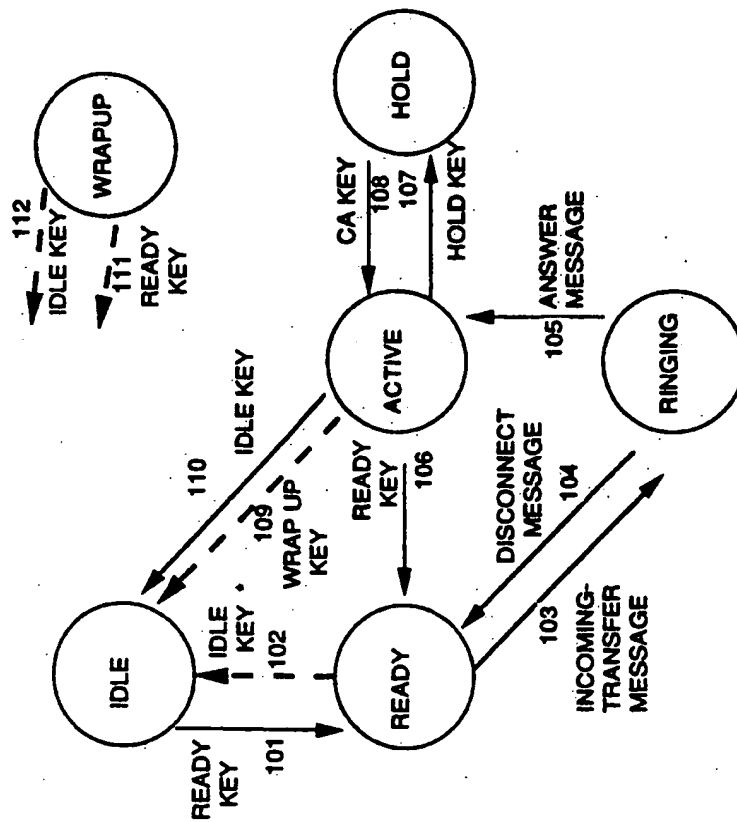 IDLE
READY
KEY
101
IDLE
KEY *
102
109
WRAP UP
KEY
110
IDLE KEY
112
IDLE KEY
111
READY
KEY
WRAPUP
READY
READY
KEY
106
ACTIVE
CA KEY
108
107
HOLD KEY
HOLD
DISCONNECT
MESSAGE
104
103
INCOMING-
TRANSFER
MESSAGE
105
ANSWER
MESSAGE
RINGING